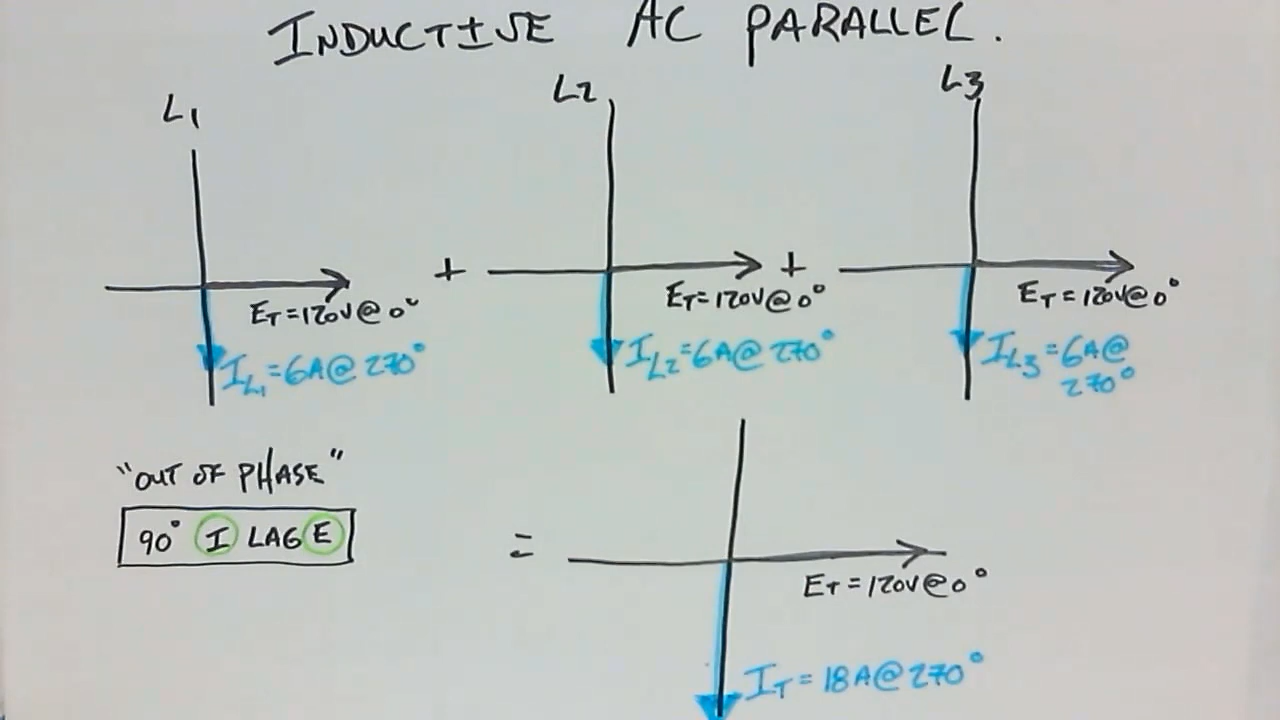 INDUCTIVE AC PARALLEL.
L1
L2
L3
ET=120V@0°
ET=120V@0°
ET=120V@0°
IL1=6A@270°
IL2=6A@270°
IL3=6A@
270°
"OUT OF PHASE"
90° I LAG E
+
+
=
ET=120V@0°
IT=18A@270°